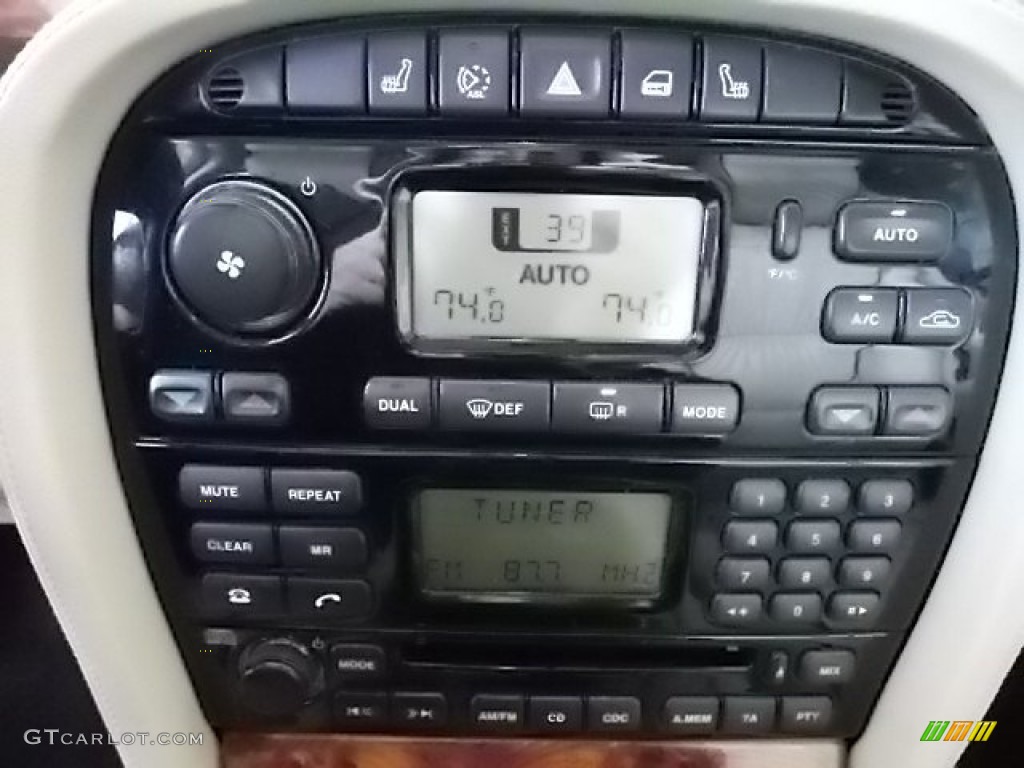 ASL
39
AUTO
74.0 °F 74.0
°F/°C
AUTO
A/C
DUAL
DEF
R
MODE
MUTE
REPEAT
CLEAR
MR
TUNER
FM 87.7 MHZ
1 2 3
4 5 6
7 8 9
◄* 0 #►
MODE
MIX
AM/FM
CD
CDC
A.MEM
TA
PTY
GTCARLOT.COM